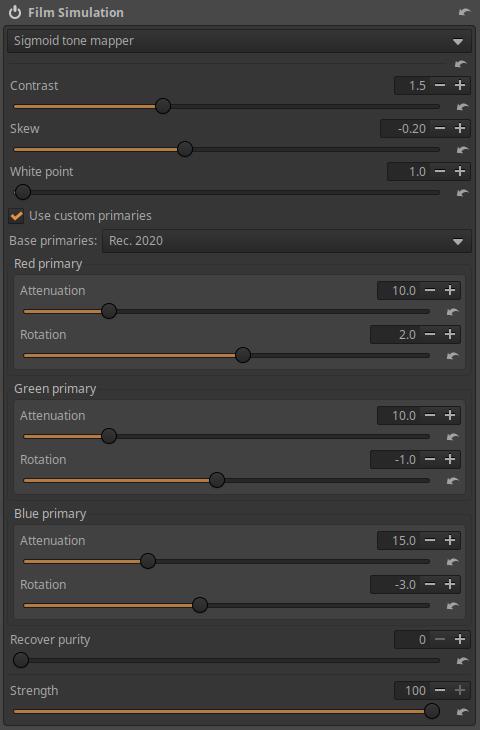 Film Simulation
Sigmoid tone mapper
Contrast 1.5
Skew -0.20
White point 1.0
Use custom primaries
Base primaries: Rec. 2020
Red primary
Attenuation 10.0
Rotation 2.0
Green primary
Attenuation 10.0
Rotation -1.0
Blue primary
Attenuation 15.0
Rotation -3.0
Recover purity 0
Strength 100